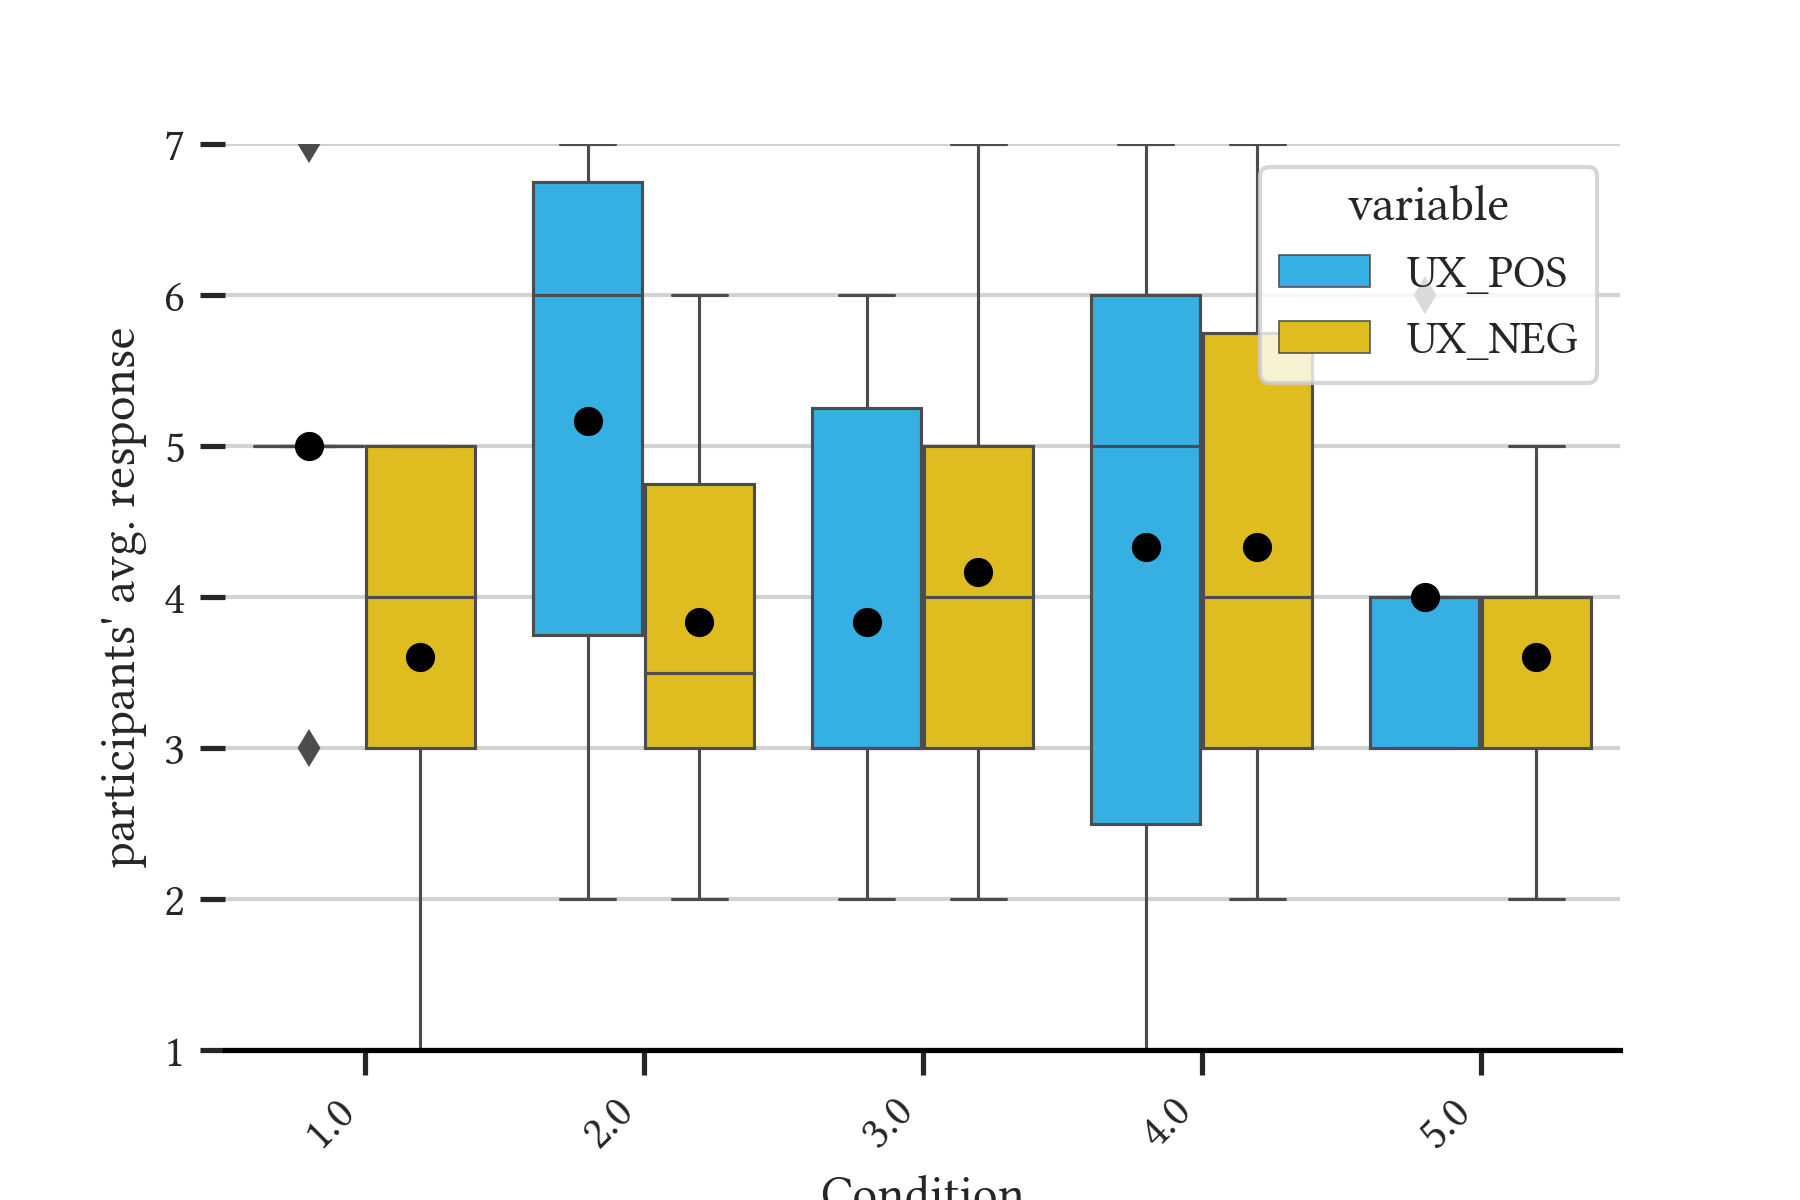 participants' avg. response
7
6
5
4
3
2
1
variable
UX_POS
UX_NEG
1.0
2.0
3.0
4.0
5.0
Condition